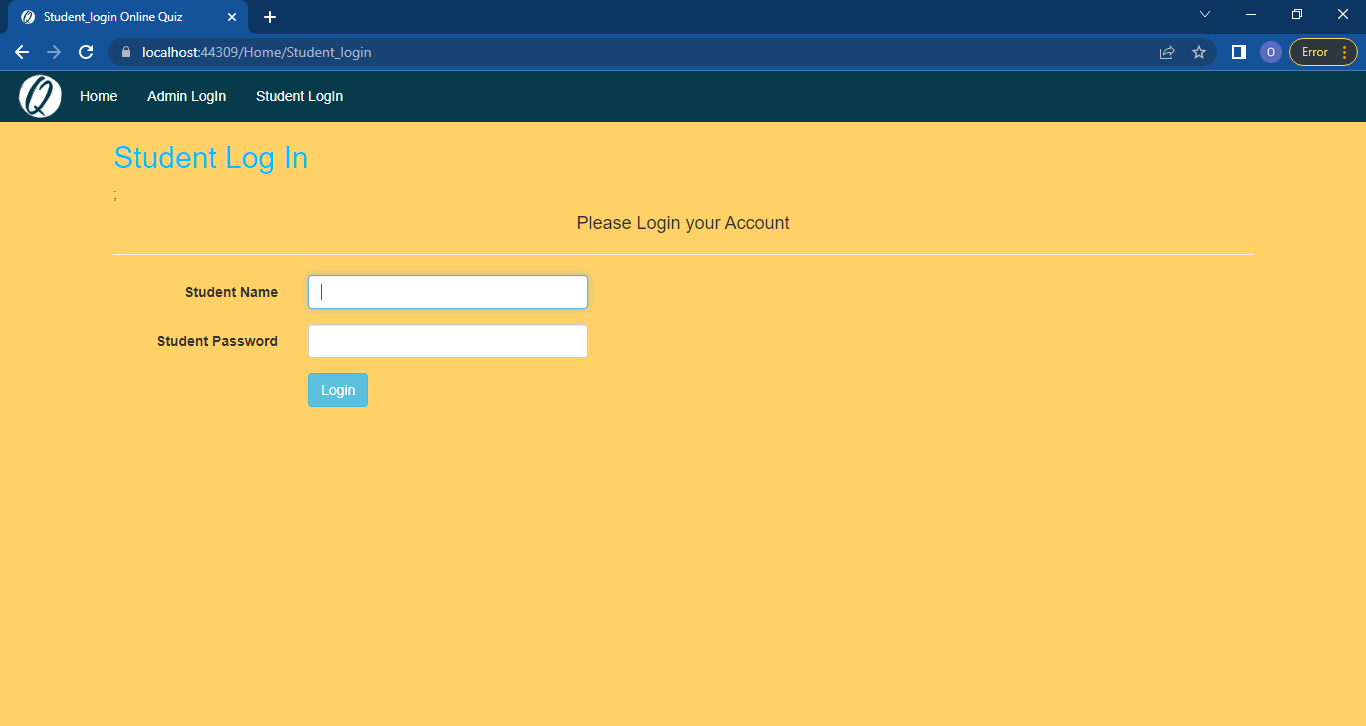 Student_login Online Quiz
localhost:44309/Home/Student_login
O
Error
Q
Home Admin LogIn Student LogIn
Student Log In
;
Please Login your Account
Student Name
Student Password
Login